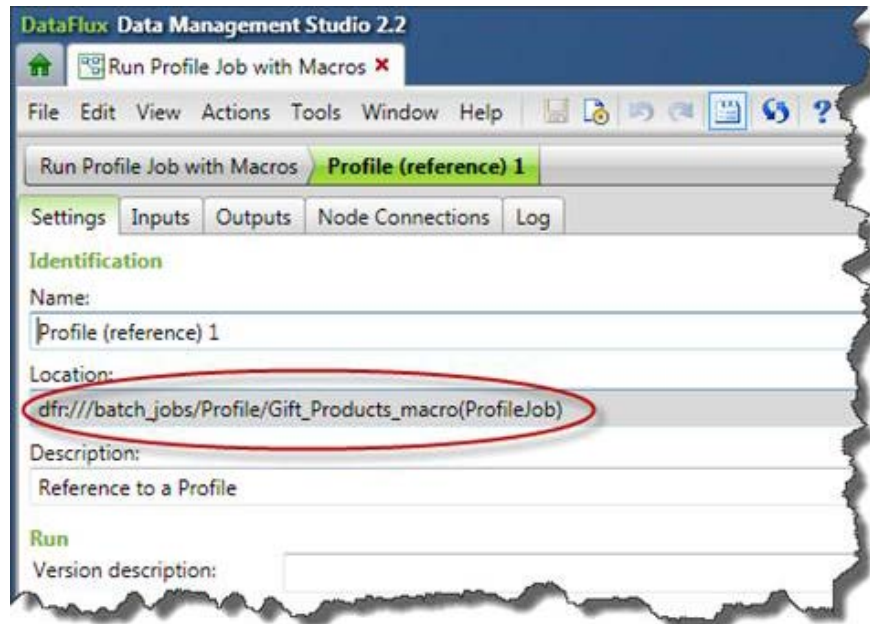 DataFlux Data Management Studio 2.2
Run Profile Job with Macros
File Edit View Actions Tools Window Help
Run Profile Job with Macros Profile (reference) 1
Settings Inputs Outputs Node Connections Log
Identification
Name:
Profile (reference) 1
Location:
dfr:///batch_jobs/Profile/Gift_Products_macro(ProfileJob)
Description:
Reference to a Profile
Run
Version description: